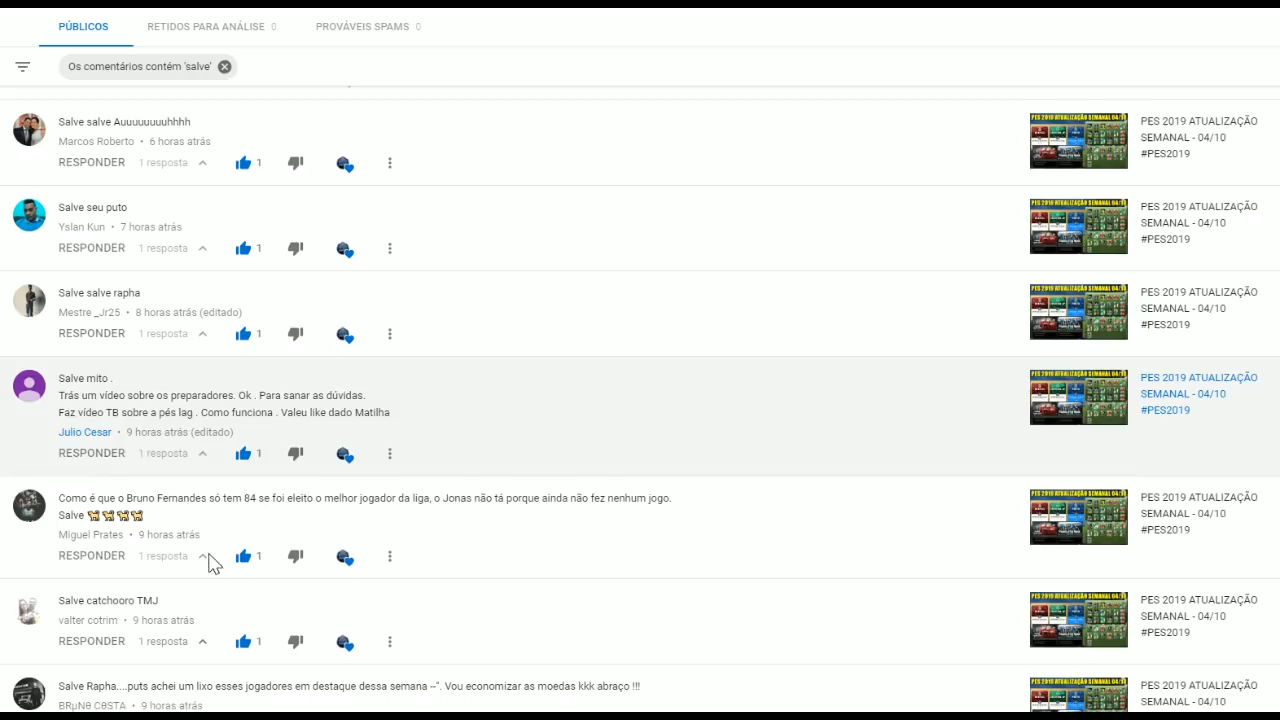 PÚBLICOS
RETIDOS PARA ANÁLISE 0
PROVÁVEIS SPAMS 0
Os comentários contém 'salve'
Salve salve Auuuuuuuuhhhh
Marcos Roberto • 6 horas atrás
RESPONDER 1 resposta 1
PES 2019 ATUALIZAÇÃO
SEMANAL - 04/10
#PES2019
Salve seu puto
Yslan Kun • 7 horas atrás
RESPONDER 1 resposta 1
PES 2019 ATUALIZAÇÃO
SEMANAL - 04/10
#PES2019
Salve salve rapha
Mestre _Jr25 • 8 horas atrás (editado)
RESPONDER 1 resposta 1
PES 2019 ATUALIZAÇÃO
SEMANAL - 04/10
#PES2019
Salve mito .
Trás um vídeo sobre os preparadores. Ok . Para sanar as dúvidas.
Faz vídeo TB sobre a pés lag . Como funciona . Valeu like dado Matilha
Julio Cesar • 9 horas atrás (editado)
RESPONDER 1 resposta 1
PES 2019 ATUALIZAÇÃO
SEMANAL - 04/10
#PES2019
Como é que o Bruno Fernandes só tem 84 se foi eleito o melhor jogador da liga, o Jonas não tá porque ainda não fez nenhum jogo.
Salve 🐕🐕🐕🐕
Miguel Prates • 9 horas atrás
RESPONDER 1 resposta 1
PES 2019 ATUALIZAÇÃO
SEMANAL - 04/10
#PES2019
Salve catchooro TMJ
valter cotrim • 9 horas atrás
RESPONDER 1 resposta 1
PES 2019 ATUALIZAÇÃO
SEMANAL - 04/10
#PES2019
Salve Rapha....puts achei um lixo esses jogadores em destaque dessa semana ~~". Vou economizar as moedas kkk abraço !!!
BRµNθ CθSTA • 9 horas atrás
PES 2019 ATUALIZAÇÃO
SEMANAL - 04/10